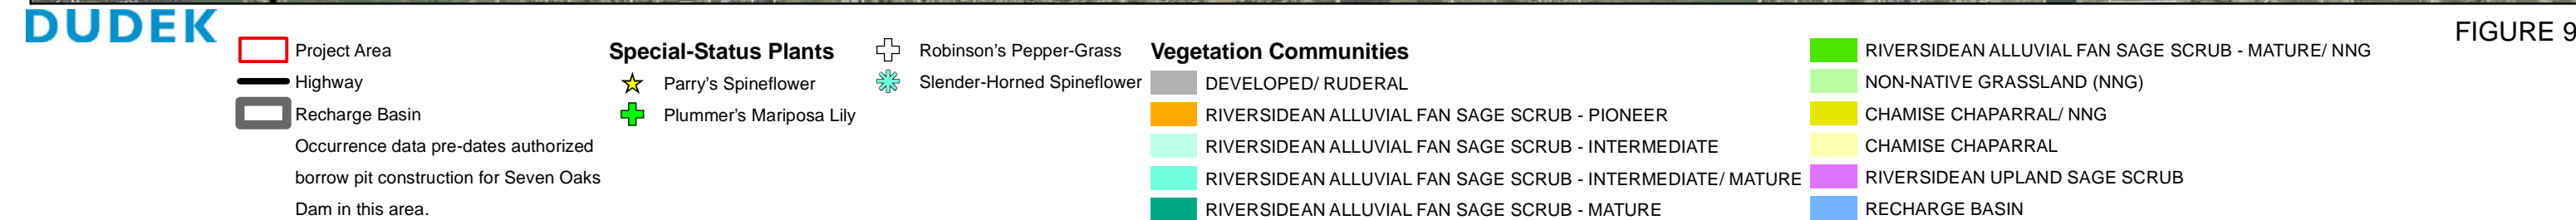 DUDEK
Project Area
Highway
Recharge Basin
Occurrence data pre-dates authorized
borrow pit construction for Seven Oaks
Dam in this area.
Special-Status Plants
Parry's Spineflower
Plummer's Mariposa Lily
Robinson's Pepper-Grass
Slender-Horned Spineflower
Vegetation Communities
DEVELOPED/ RUDERAL
RIVERSIDEAN ALLUVIAL FAN SAGE SCRUB - PIONEER
RIVERSIDEAN ALLUVIAL FAN SAGE SCRUB - INTERMEDIATE
RIVERSIDEAN ALLUVIAL FAN SAGE SCRUB - INTERMEDIATE/ MATURE
RIVERSIDEAN ALLUVIAL FAN SAGE SCRUB - MATURE
RIVERSIDEAN ALLUVIAL FAN SAGE SCRUB - MATURE/ NNG
NON-NATIVE GRASSLAND (NNG)
CHAMISE CHAPARRAL/ NNG
CHAMISE CHAPARRAL
RIVERSIDEAN UPLAND SAGE SCRUB
RECHARGE BASIN
FIGURE 9